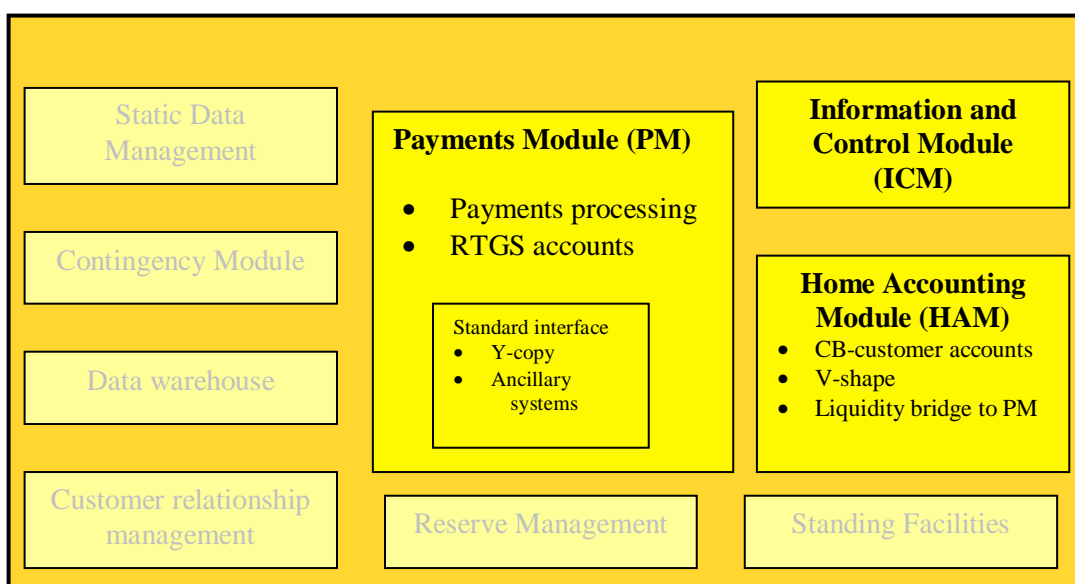 Static Data
Management
Contingency Module
Data warehouse
Customer relationship
management
Payments Module (PM)
• Payments processing
• RTGS accounts
Standard interface
• Y-copy
• Ancillary
systems
Reserve Management
Information and
Control Module
(ICM)
Home Accounting
Module (HAM)
• CB-customer accounts
• V-shape
• Liquidity bridge to PM
Standing Facilities